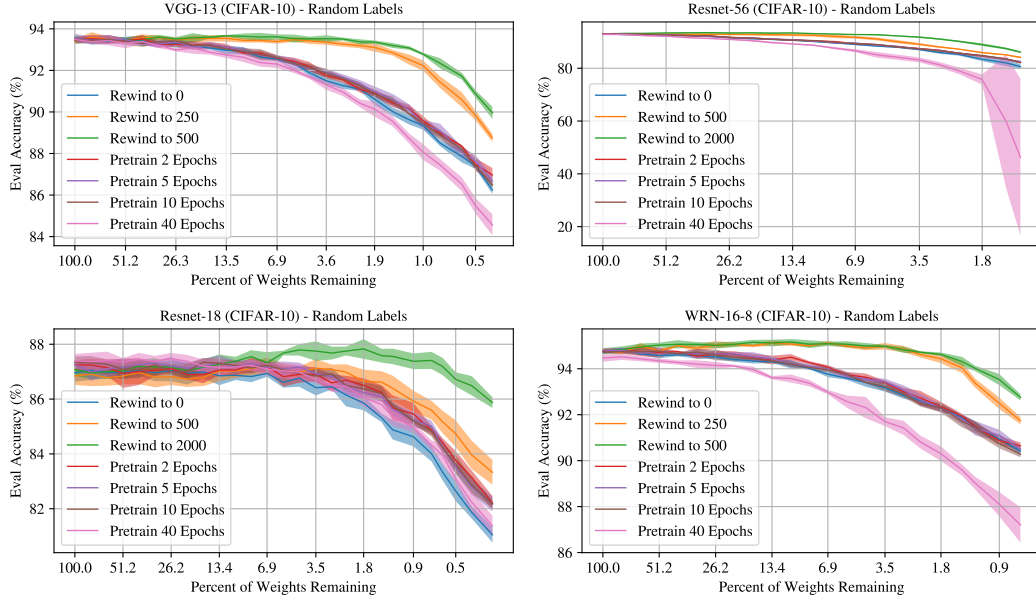 VGG-13 (CIFAR-10) - Random Labels
94
92
90
88
86
84
Eval Accuracy (%)
Rewind to 0
Rewind to 250
Rewind to 500
Pretrain 2 Epochs
Pretrain 5 Epochs
Pretrain 10 Epochs
Pretrain 40 Epochs
100.0 51.2 26.3 13.5 6.9 3.6 1.9 1.0 0.5
Percent of Weights Remaining
Resnet-56 (CIFAR-10) - Random Labels
80
60
40
20
Eval Accuracy (%)
Rewind to 0
Rewind to 500
Rewind to 2000
Pretrain 2 Epochs
Pretrain 5 Epochs
Pretrain 10 Epochs
Pretrain 40 Epochs
100.0 51.2 26.2 13.4 6.9 3.5 1.8
Percent of Weights Remaining
Resnet-18 (CIFAR-10) - Random Labels
88
86
84
82
Eval Accuracy (%)
Rewind to 0
Rewind to 500
Rewind to 2000
Pretrain 2 Epochs
Pretrain 5 Epochs
Pretrain 10 Epochs
Pretrain 40 Epochs
100.0 51.2 26.2 13.4 6.9 3.5 1.8 0.9 0.5
Percent of Weights Remaining
WRN-16-8 (CIFAR-10) - Random Labels
94
92
90
88
86
Eval Accuracy (%)
Rewind to 0
Rewind to 250
Rewind to 500
Pretrain 2 Epochs
Pretrain 5 Epochs
Pretrain 10 Epochs
Pretrain 40 Epochs
100.0 51.2 26.2 13.4 6.9 3.5 1.8 0.9
Percent of Weights Remaining